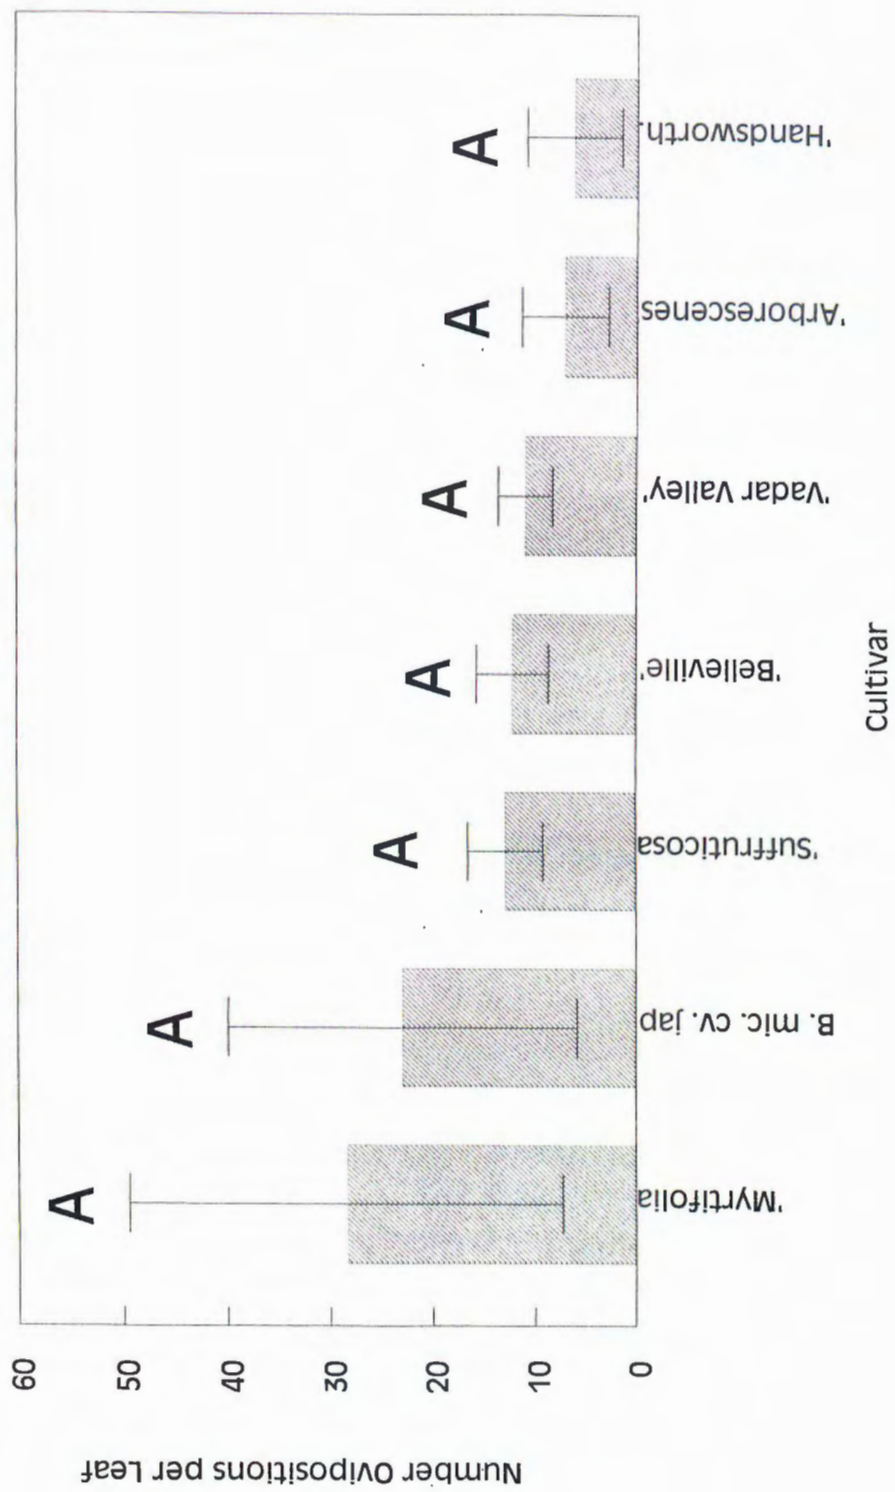 Number Ovipositions per Leaf
60
50
40
30
20
10
0
A
A
A
A
A
A
A
'Myrtifolia
B. mic. cv. jap
'Suffruticosa
'Belleville'
'Vadar Valley'
'Arborescenes
'Handsworth.
Cultivar